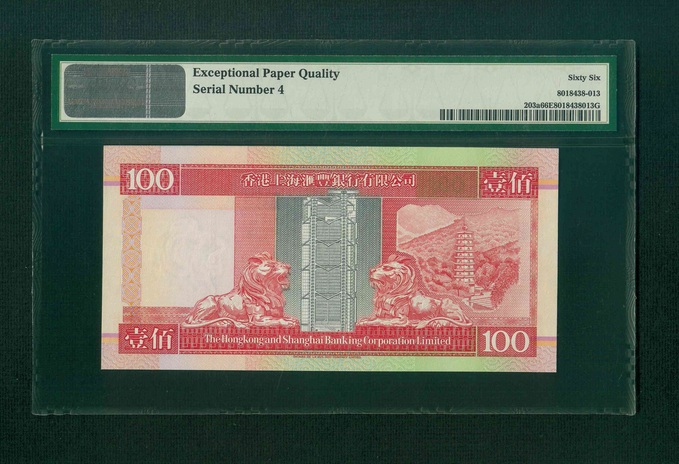 Exceptional Paper Quality
Serial Number 4
Sixty Six
8018438-013
203a66E8018438013G
100
香港上海滙豐銀行有限公司
壹佰
壹佰
The Hongkong and Shanghai Banking Corporation Limited
100